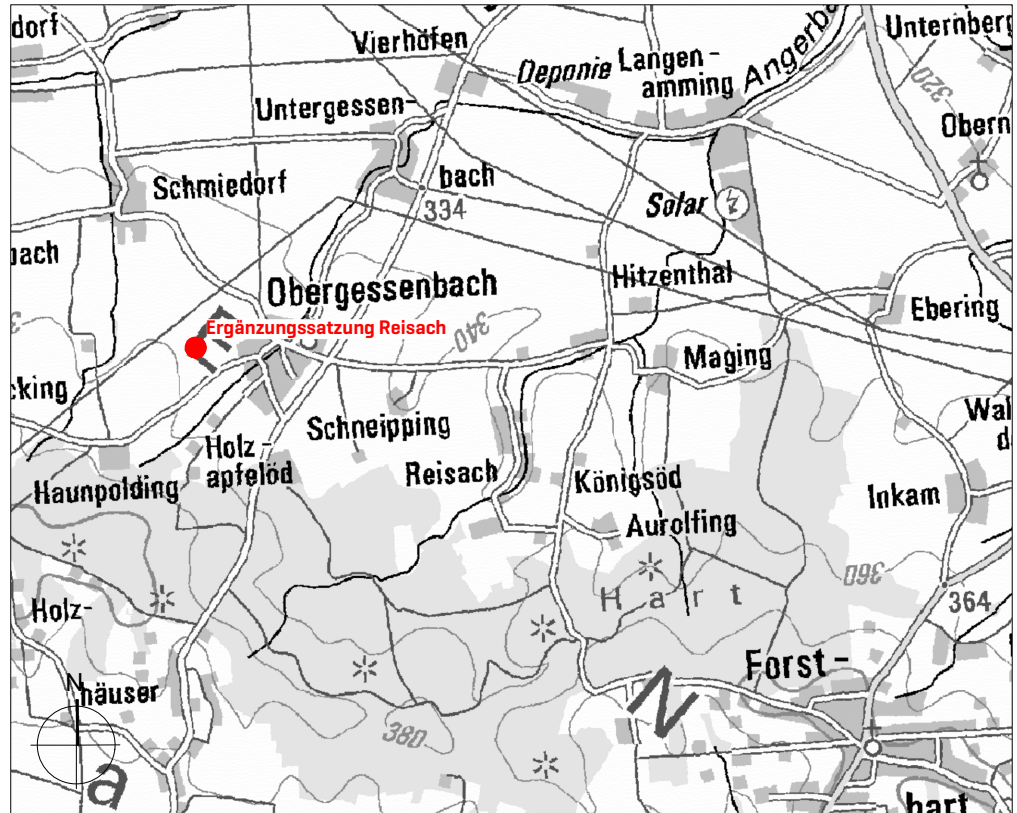 dorf
Vierhöfen
Deponie
Langen-
amming
Angerb
Unternberg
320
Untergessen-
bach
334
Obern
Schmiedorf
Solar
bach
Hitzenthal
Obergessenbach
Ebering
Ergänzungssatzung Reisach
340
Maging
cking
Schneipping
Wal
d
Holz-
apfelöd
Reisach
Königsöd
Haunpolding
Inkam
Aurolfing
360
Hart
364
Holz-
häuser
Forst-
N
N
380
a
hart